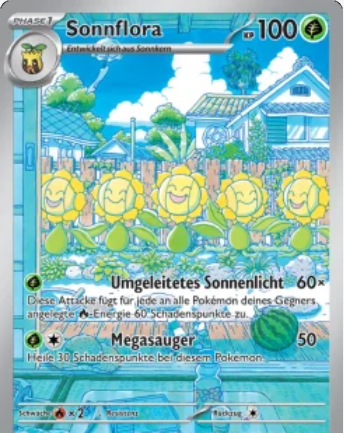 PHASE 1
Sonnflora
KP 100
Entwickelt sich aus Sonnkern
Umgeleitetes Sonnenlicht 60×
Diese Attacke fügt für jede an alle Pokémon deines Gegners
angelegte -Energie 60 Schadenspunkte zu.
Megasauger 50
Heile 30 Schadenspunkte bei diesem Pokémon.
Schwäche ×2 Resistenz Rückzug